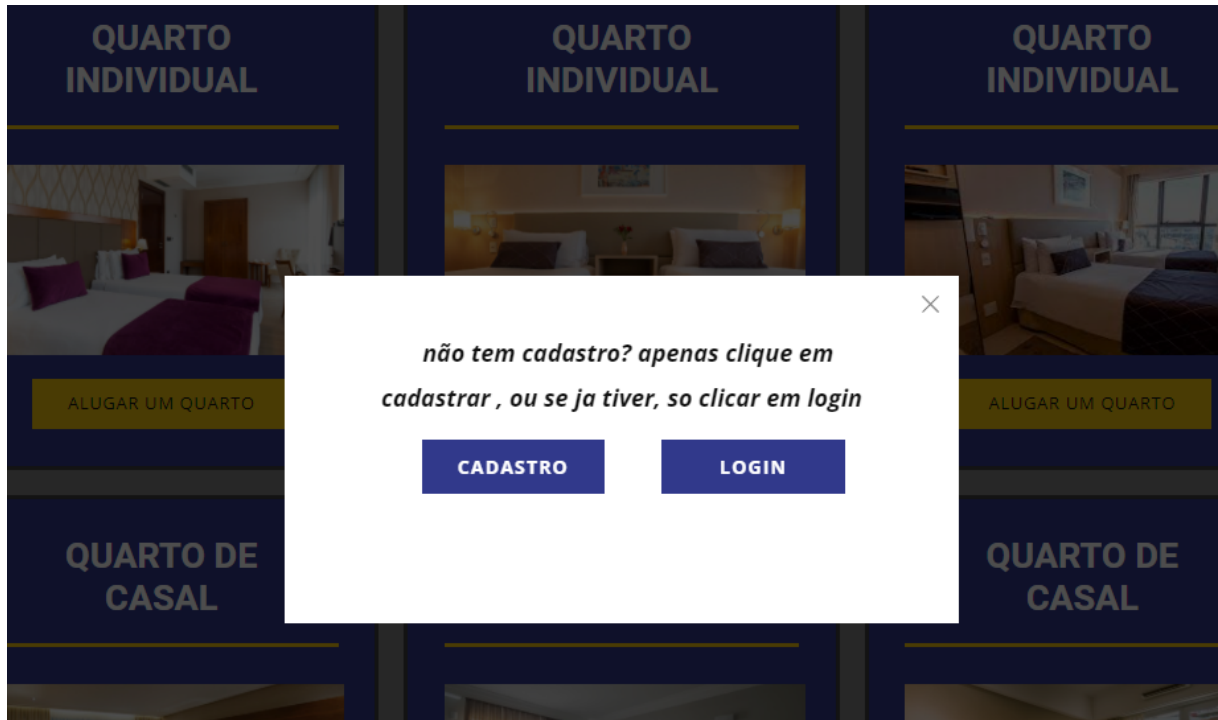 QUARTO
INDIVIDUAL
QUARTO
INDIVIDUAL
QUARTO
INDIVIDUAL
ALUGAR UM QUARTO
ALUGAR UM QUARTO
não tem cadastro? apenas clique em
cadastrar , ou se ja tiver, so clicar em login
CADASTRO
LOGIN
QUARTO DE
CASAL
QUARTO DE
CASAL